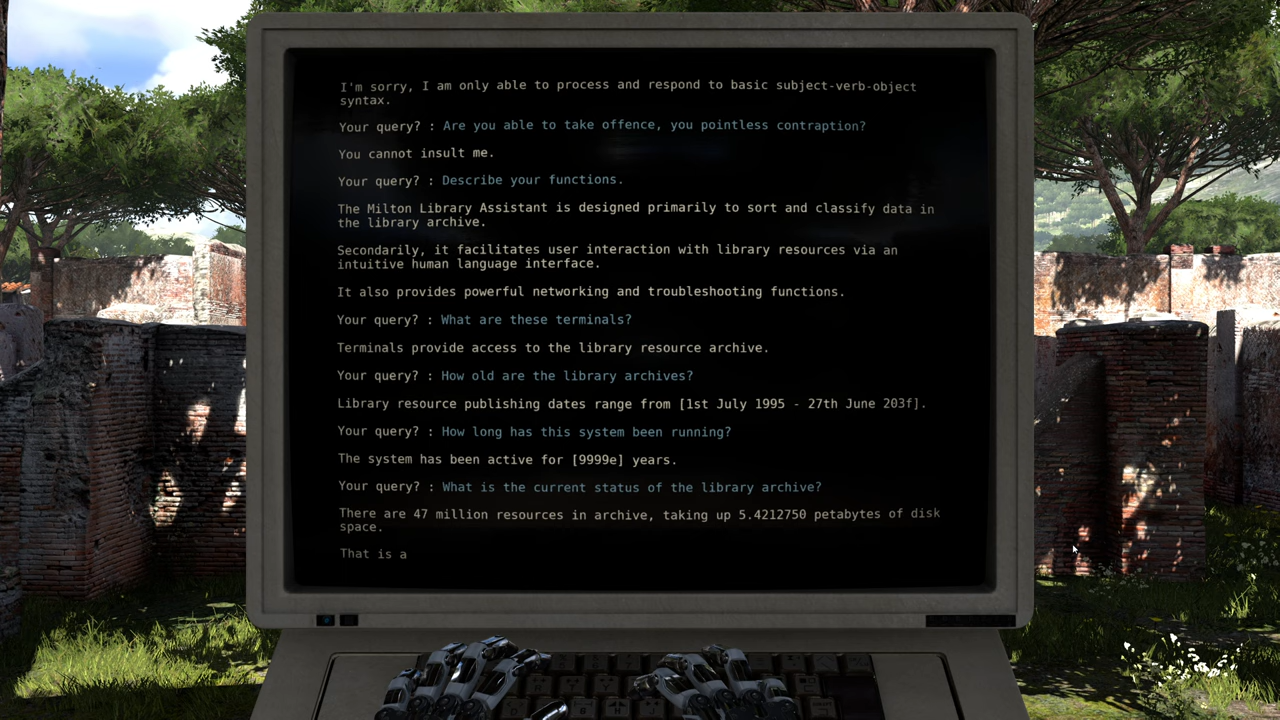 I'm sorry, I am only able to process and respond to basic subject-verb-object
syntax.
Your query? : Are you able to take offence, you pointless contraption?
You cannot insult me.
Your query? : Describe your functions.
The Milton Library Assistant is designed primarily to sort and classify data in
the library archive.
Secondarily, it facilitates user interaction with library resources via an
intuitive human language interface.
It also provides powerful networking and troubleshooting functions.
Your query? : What are these terminals?
Terminals provide access to the library resource archive.
Your query? : How old are the library archives?
Library resource publishing dates range from [1st July 1995 - 27th June 203f].
Your query? : How long has this system been running?
The system has been active for [9999e] years.
Your query? : What is the current status of the library archive?
There are 47 million resources in archive, taking up 5.4212750 petabytes of disk
space.
That is a